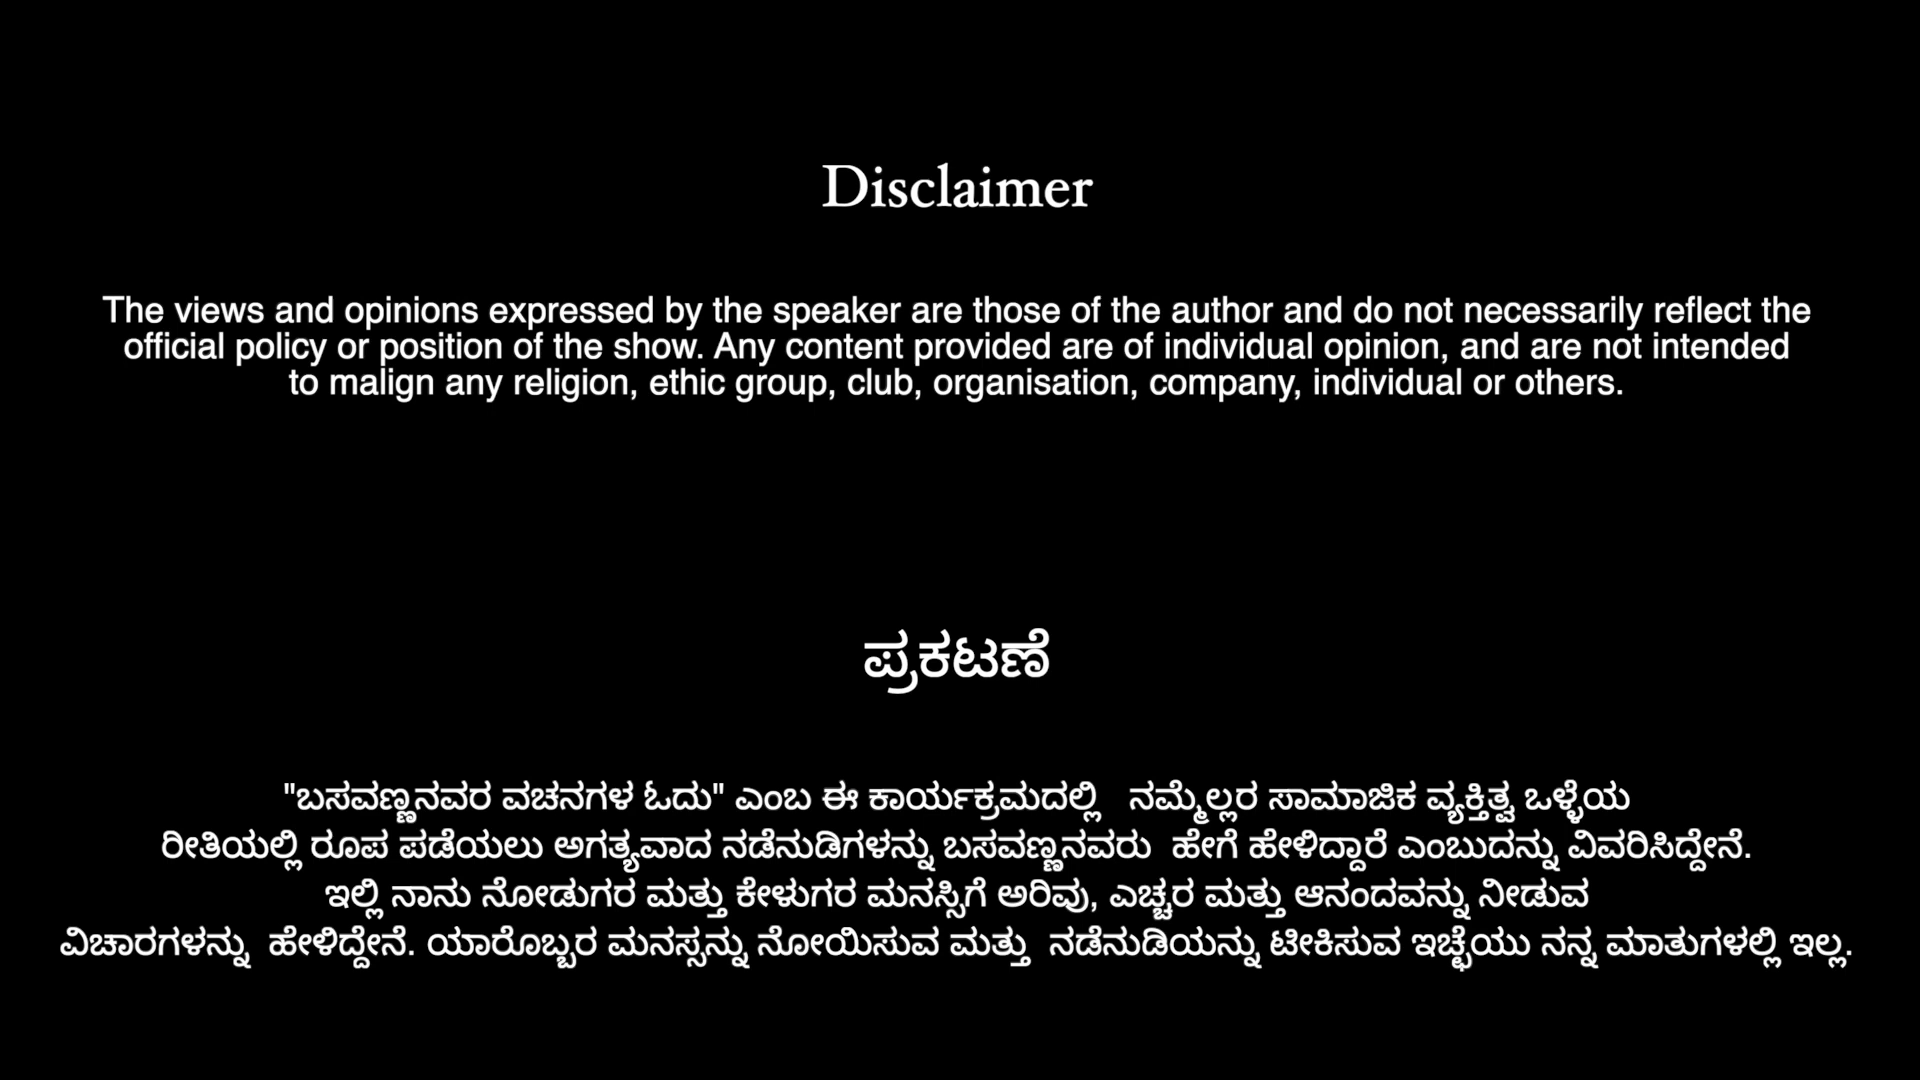 Disclaimer
The views and opinions expressed by the speaker are those of the author and do not necessarily reflect the
official policy or position of the show. Any content provided are of individual opinion, and are not intended
to malign any religion, ethic group, club, organisation, company, individual or others.
ಪ್ರಕಟಣೆ
"ಬಸವಣ್ಣನವರ ವಚನಗಳ ಓದು" ಎಂಬ ಈ ಕಾರ್ಯಕ್ರಮದಲ್ಲಿ ನಮ್ಮೆಲ್ಲರ ಸಾಮಾಜಿಕ ವ್ಯಕ್ತಿತ್ವ ಒಳ್ಳೆಯ
ರೀತಿಯಲ್ಲಿ ರೂಪ ಪಡೆಯಲು ಅಗತ್ಯವಾದ ನಡೆನುಡಿಗಳನ್ನು ಬಸವಣ್ಣನವರು ಹೇಗೆ ಹೇಳಿದ್ದಾರೆ ಎಂಬುದನ್ನು ವಿವರಿಸಿದ್ದೇನೆ.
ಇಲ್ಲಿ ನಾನು ನೋಡುಗರ ಮತ್ತು ಕೇಳುಗರ ಮನಸ್ಸಿಗೆ ಅರಿವು, ಎಚ್ಚರ ಮತ್ತು ಆನಂದವನ್ನು ನೀಡುವ
ವಿಚಾರಗಳನ್ನು ಹೇಳಿದ್ದೇನೆ. ಯಾರೊಬ್ಬರ ಮನಸ್ಸನ್ನು ನೋಯಿಸುವ ಮತ್ತು ನಡೆನುಡಿಯನ್ನು ಟೀಕಿಸುವ ಇಚ್ಛೆಯು ನನ್ನ ಮಾತುಗಳಲ್ಲಿ ಇಲ್ಲ.